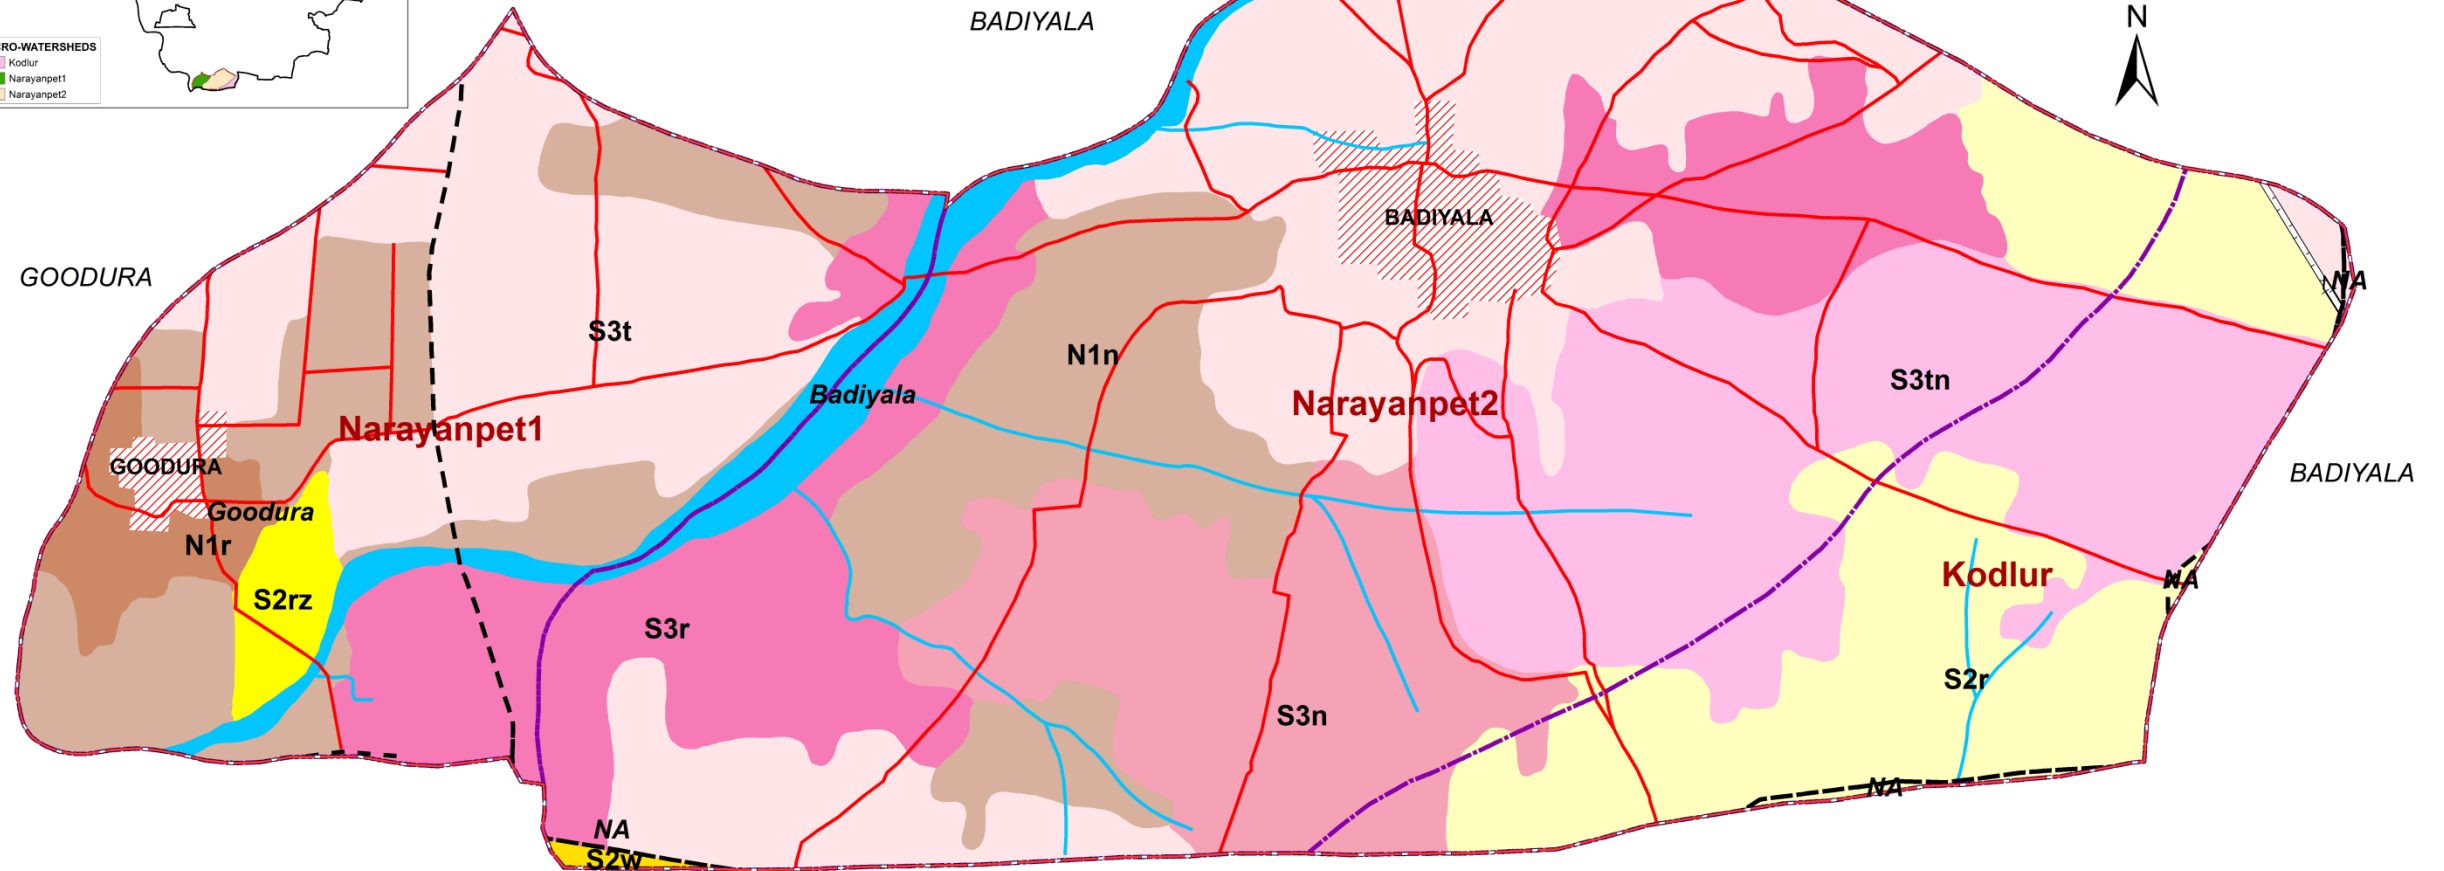 N
BADIYALA
CRO-WATERSHEDS
Kodlur
Narayanpet1
Narayanpet2
BADIYALA
GOODURA
NA
S3t
N1n
Badiyala
Narayanpet2
S3tn
Narayanpet1
GOODURA
BADIYALA
Goodura
N1r
Kodlur
NA
S2rz
S3r
S2r
S3n
NA
NA
S2w